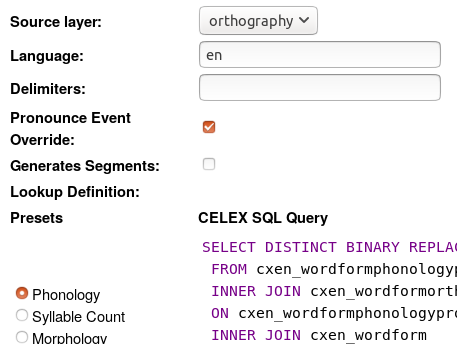 Source layer: orthography
Language: en
Delimiters:
Pronounce Event
Override:
Generates Segments:
Lookup Definition:
Presets CELEX SQL Query
SELECT DISTINCT BINARY REPLAC
FROM cxen_wordformphonologyp
INNER JOIN cxen_wordformorth
ON cxen_wordformphonologypro
Phonology
INNER JOIN cxen_wordform
Syllable Count
Morphology